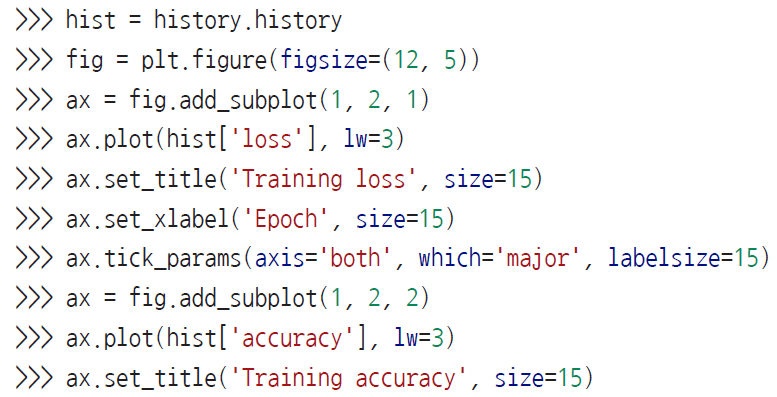 >>> hist = history.history
>>> fig = plt.figure(figsize=(12, 5))
>>> ax = fig.add_subplot(1, 2, 1)
>>> ax.plot(hist['loss'], lw=3)
>>> ax.set_title('Training loss', size=15)
>>> ax.set_xlabel('Epoch', size=15)
>>> ax.tick_params(axis='both', which='major', labelsize=15)
>>> ax = fig.add_subplot(1, 2, 2)
>>> ax.plot(hist['accuracy'], lw=3)
>>> ax.set_title('Training accuracy', size=15)